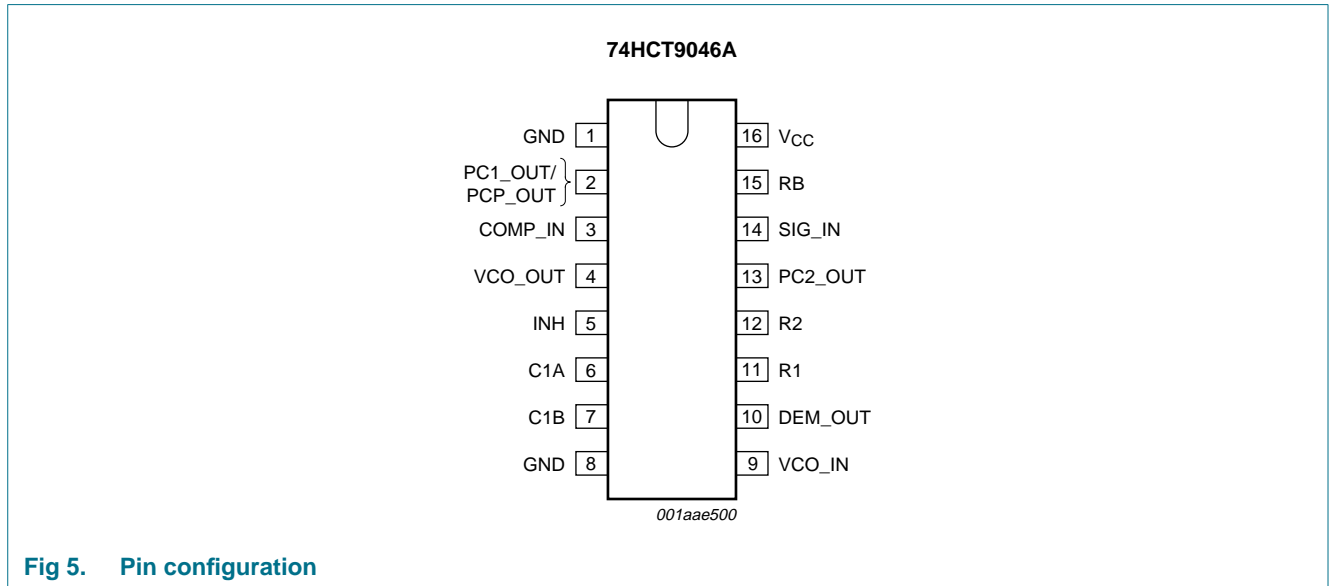 74HCT9046A
GND 1
16 VCC
PC1_OUT/
PCP_OUT
2
15 RB
COMP_IN 3
14 SIG_IN
VCO_OUT 4
13 PC2_OUT
INH 5
12 R2
C1A 6
11 R1
C1B 7
10 DEM_OUT
GND 8
9 VCO_IN
001aae500
Fig 5. Pin configuration